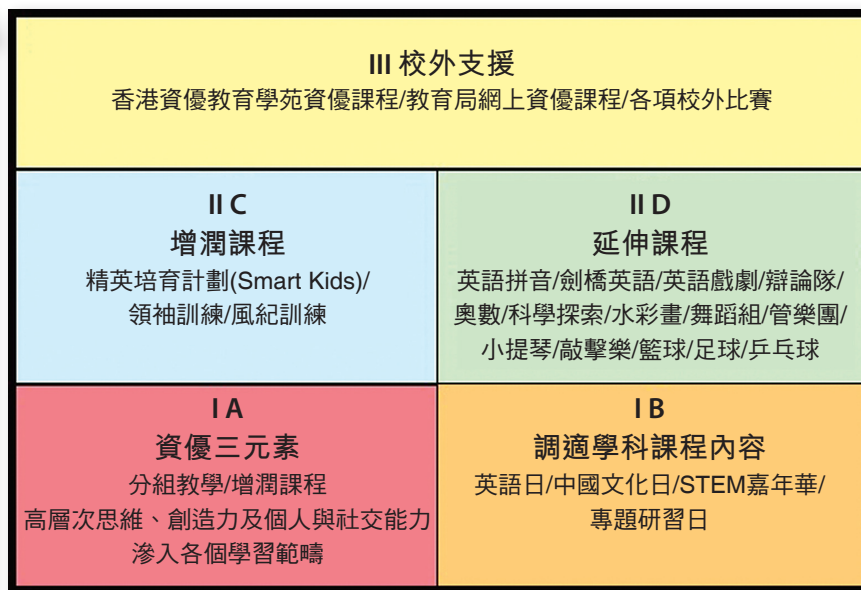 III 校外支援
香港資優教育學苑資優課程/教育局網上資優課程/各項校外比賽
II C
增潤課程
精英培育計劃(Smart Kids)/
領袖訓練/風紀訓練
II D
延伸課程
英語拼音/劍橋英語/英語戲劇/辯論隊/
奧數/科學探索/水彩畫/舞蹈組/管樂團/
小提琴/敲擊樂/籃球/足球/乒乓球
I A
資優三元素
分組教學/增潤課程
高層次思維、創造力及個人與社交能力
滲入各個學習範疇
I B
調適學科課程內容
英語日/中國文化日/STEM嘉年華/
專題研習日